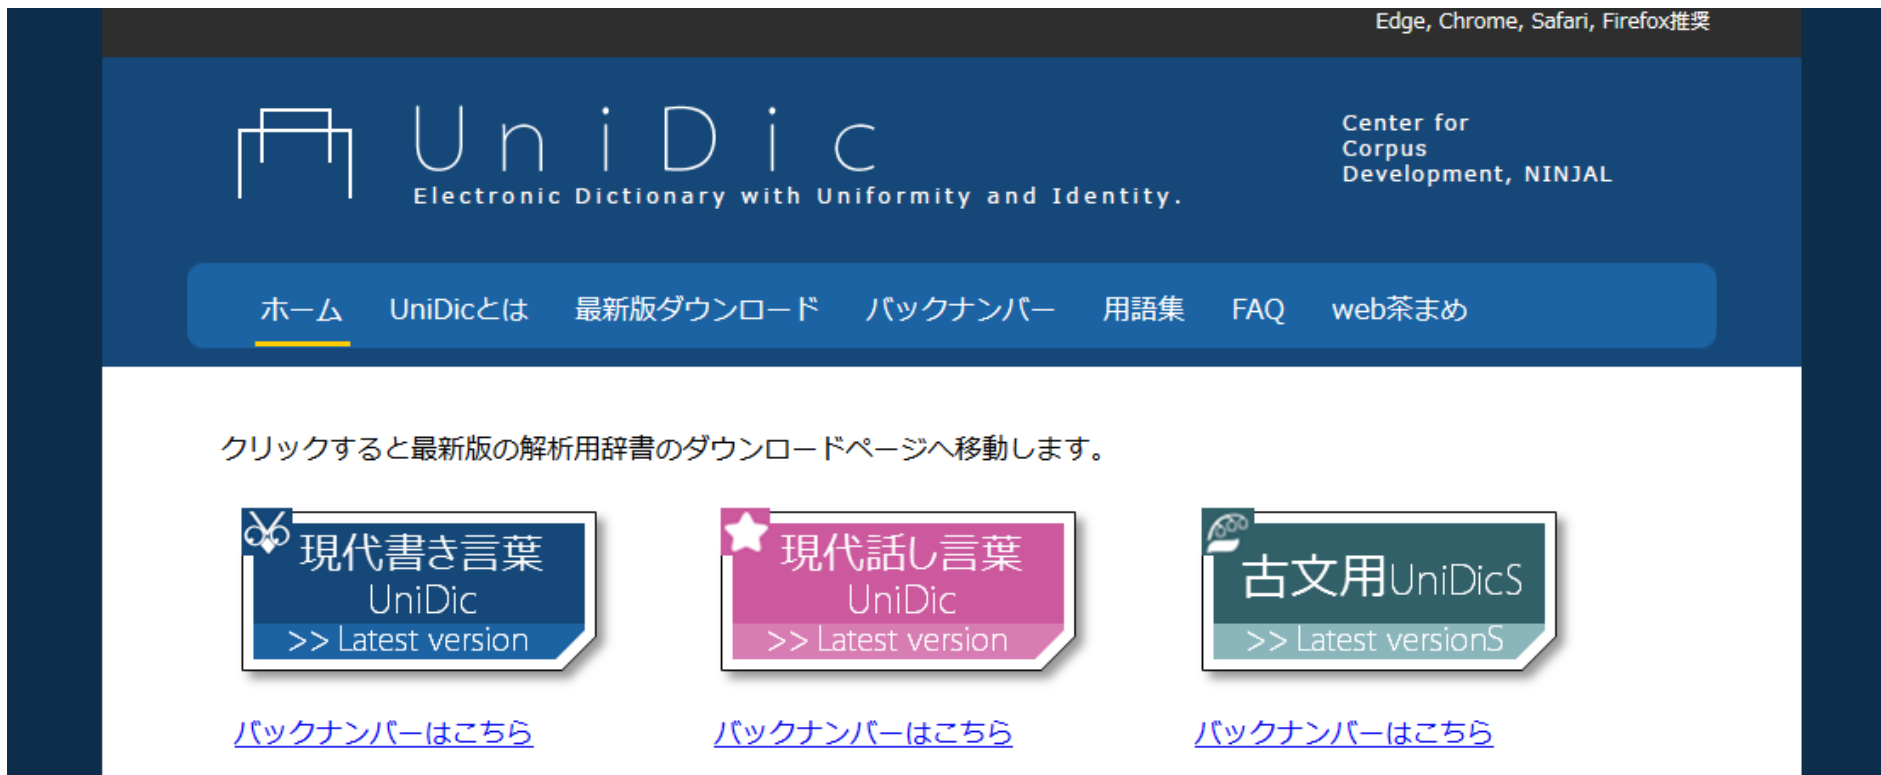 Edge, Chrome, Safari, Firefox推奨
UniDic
Electronic Dictionary with Uniformity and Identity.
Center for
Corpus
Development, NINJAL
ホーム UniDicとは 最新版ダウンロード バックナンバー 用語集 FAQ web茶まめ
クリックすると最新版の解析用辞書のダウンロードページへ移動します。
現代書き言葉
UniDic
>> Latest version
現代話し言葉
UniDic
>> Latest version
古文用UniDicS
>> Latest versionS
バックナンバーはこちら
バックナンバーはこちら
バックナンバーはこちら